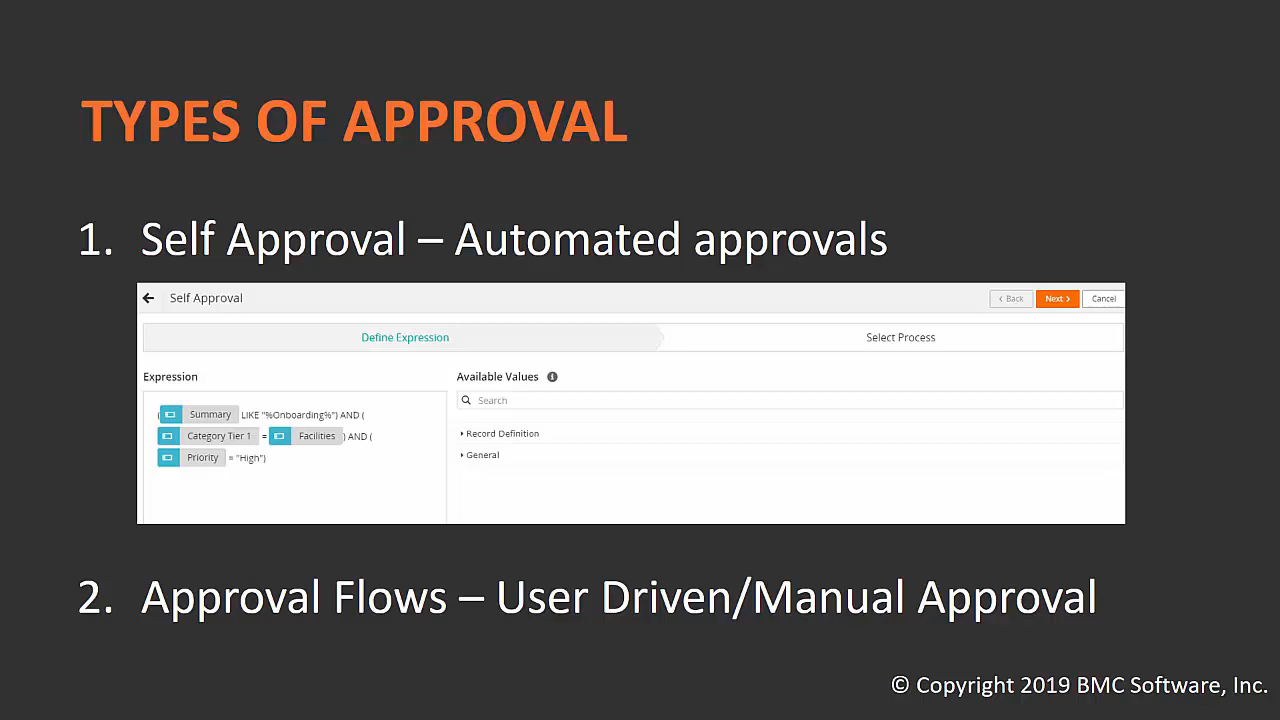 TYPES OF APPROVAL
1. Self Approval – Automated approvals
Self Approval
Back
Next
Cancel
Define Expression
Select Process
Expression
Available Values
( Summary LIKE "%Onboarding%") AND (
Category Tier 1 = Facilities ) AND (
Priority = "High")
Search
Record Definition
General
2. Approval Flows – User Driven/Manual Approval
© Copyright 2019 BMC Software, Inc.